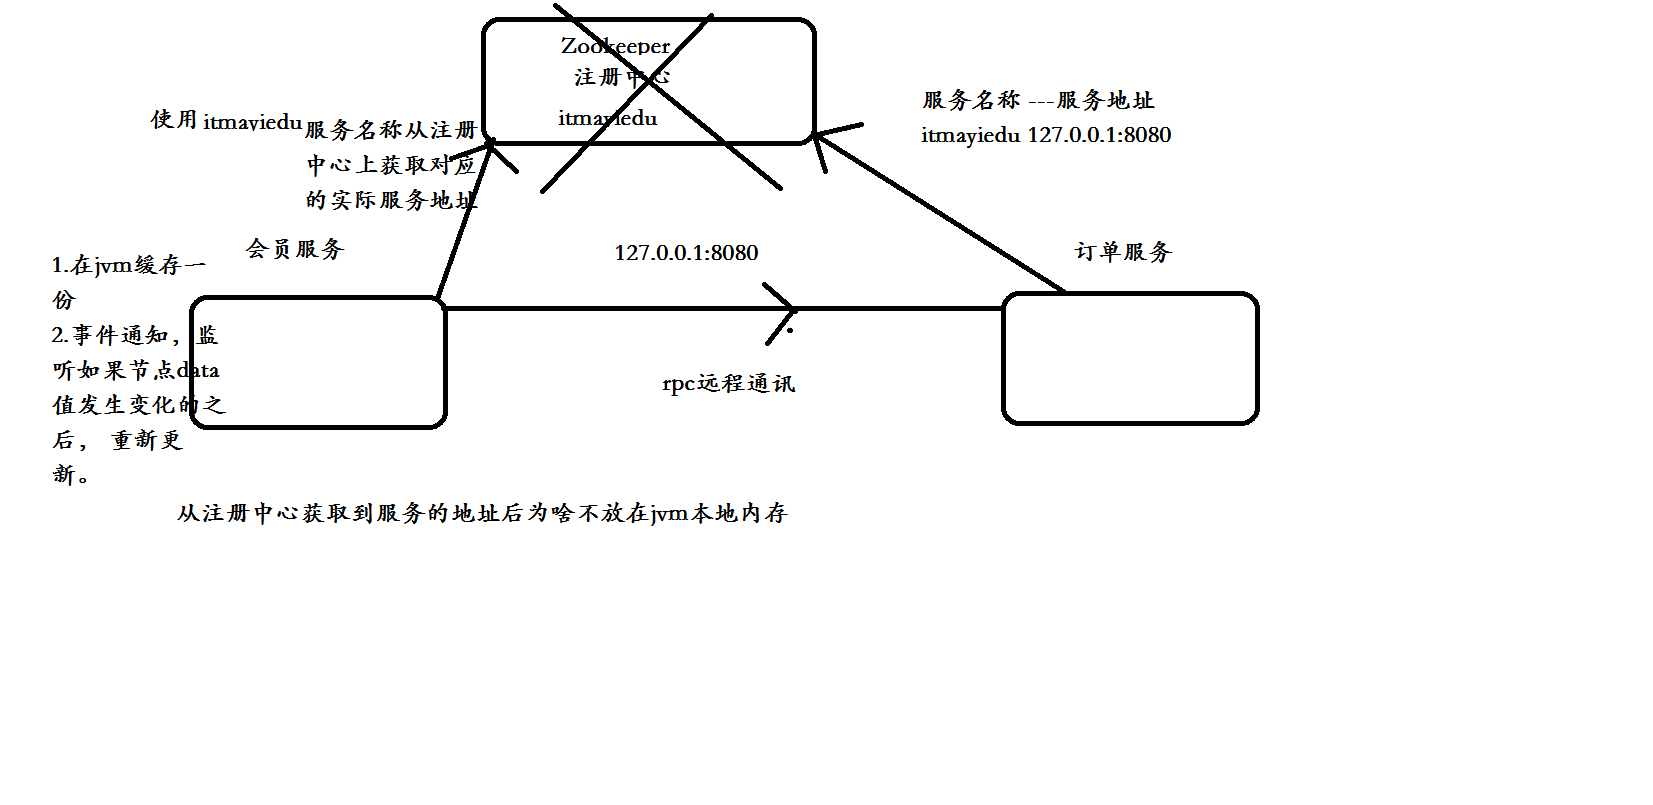 Zookeeper
注册中心
itmayiedu
服务名称 ---服务地址
itmayiedu 127.0.0.1:8080
使用 itmayiedu 服务名称从注册
中心上获取对应
的实际服务地址
会员服务
127.0.0.1:8080
订单服务
1.在jvm缓存一
份
2.事件通知，监
听如果节点data
值发生变化的之
后， 重新更
新。
rpc远程通讯
从注册中心获取到服务的地址后为啥不放在jvm本地内存